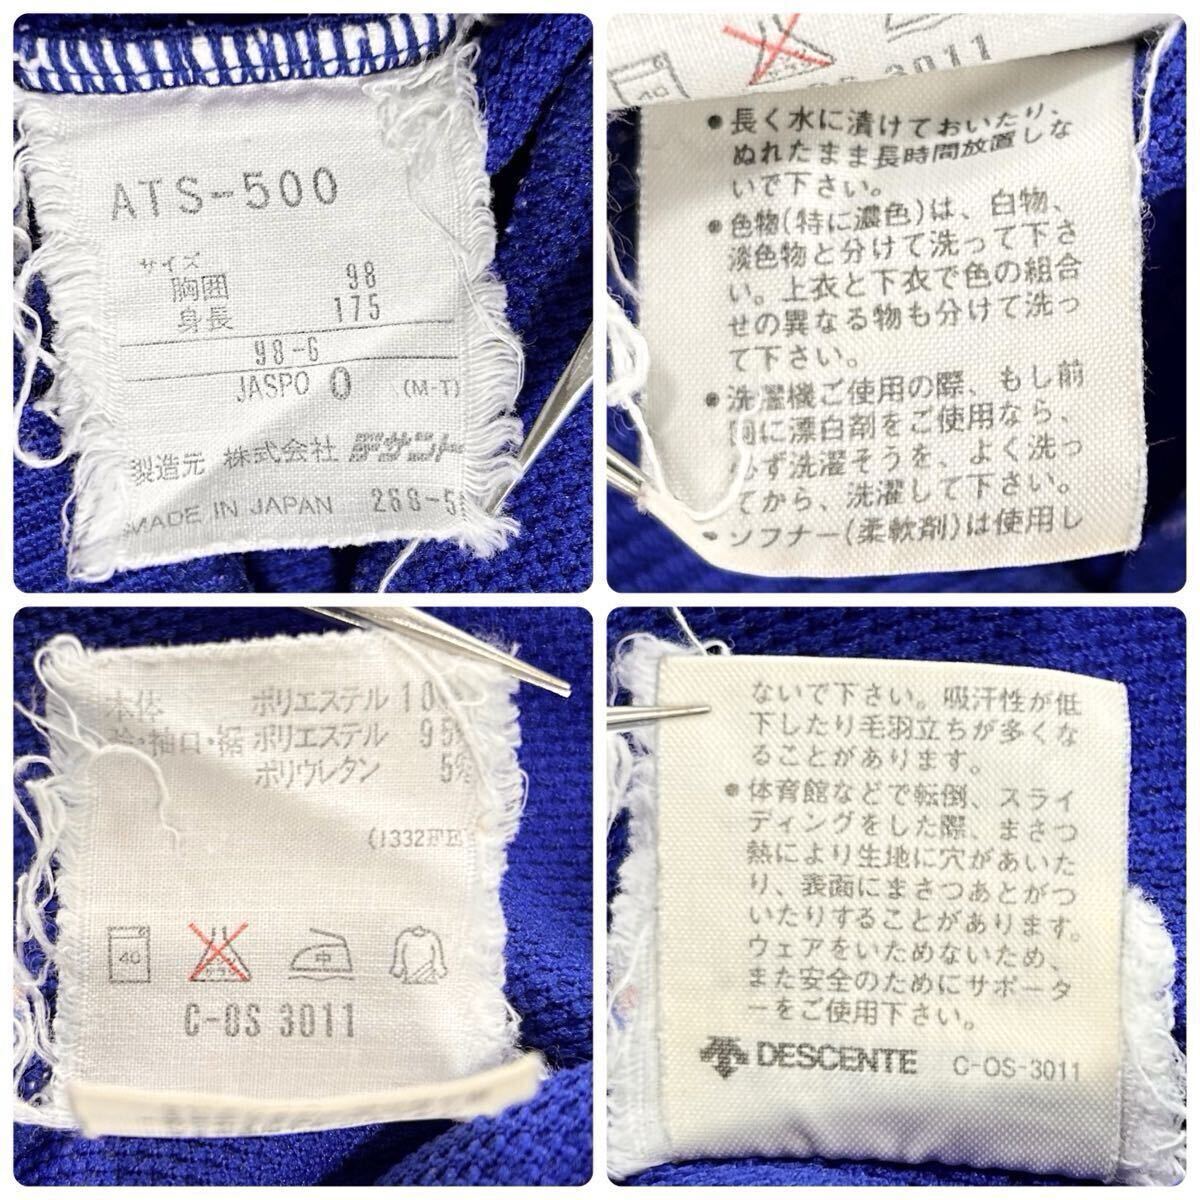 ATS-500
サイズ
胸囲 98
身長 175
98-G
JASPO O (M-T)
製造元 株式会社 デサント
MADE IN JAPAN 268-5
40
3011
●長く水に漬けておいたり、
ぬれたまま長時間放置しな
いで下さい。
●色物(特に濃色)は、白物、
淡色物と分けて洗って下さ
い。上衣と下衣で色の組合
せの異なる物も分けて洗っ
て下さい。
●洗濯機ご使用の際、もし前
回に漂白剤をご使用なら、
必ず洗濯そうを、よく洗っ
てから、洗濯して下さい。
●ソフナー(柔軟剤)は使用し
本体 ポリエステル 10
・袖口・裾 ポリエステル 95%
ポリウレタン 5%
(1332FE
40 エンソサラシ 中
C-OS 3011
ないで下さい。吸汗性が低
下したり毛羽立ちが多くな
ることがあります。
●体育館などで転倒、スライ
ディングをした際、まさつ
熱により生地に穴があいた
り、表面にまさつあとがつ
いたりすることがあります。
ウェアをいためないため、
また安全のためにサポータ
ーをご使用下さい。
DESCENTE C-OS-3011